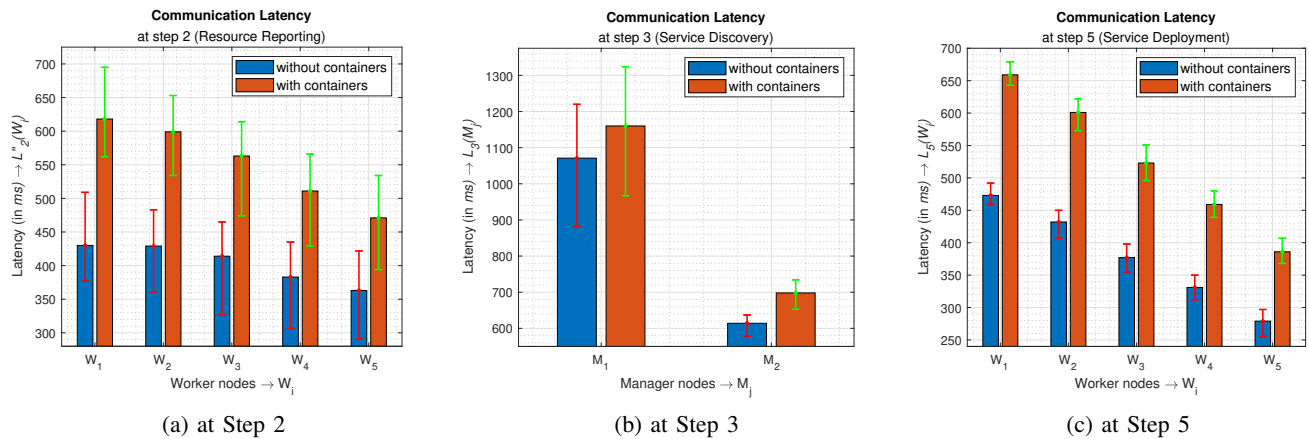 Communication Latency
at step 2 (Resource Reporting)
700
650
600
550
500
450
400
350
300
Latency (in ms) → L"2(Wi)
without containers
with containers
W1 W2 W3 W4 W5
Worker nodes → Wi
(a) at Step 2
Communication Latency
at step 3 (Service Discovery)
1300
1200
1100
1000
900
800
700
600
Latency (in ms) → L3(Mj)
without containers
with containers
M1 M2
Manager nodes → Mj
(b) at Step 3
Communication Latency
at step 5 (Service Deployment)
700
650
600
550
500
450
400
350
300
250
Latency (in ms) → L5(Wi)
without containers
with containers
W1 W2 W3 W4 W5
Worker nodes → Wi
(c) at Step 5